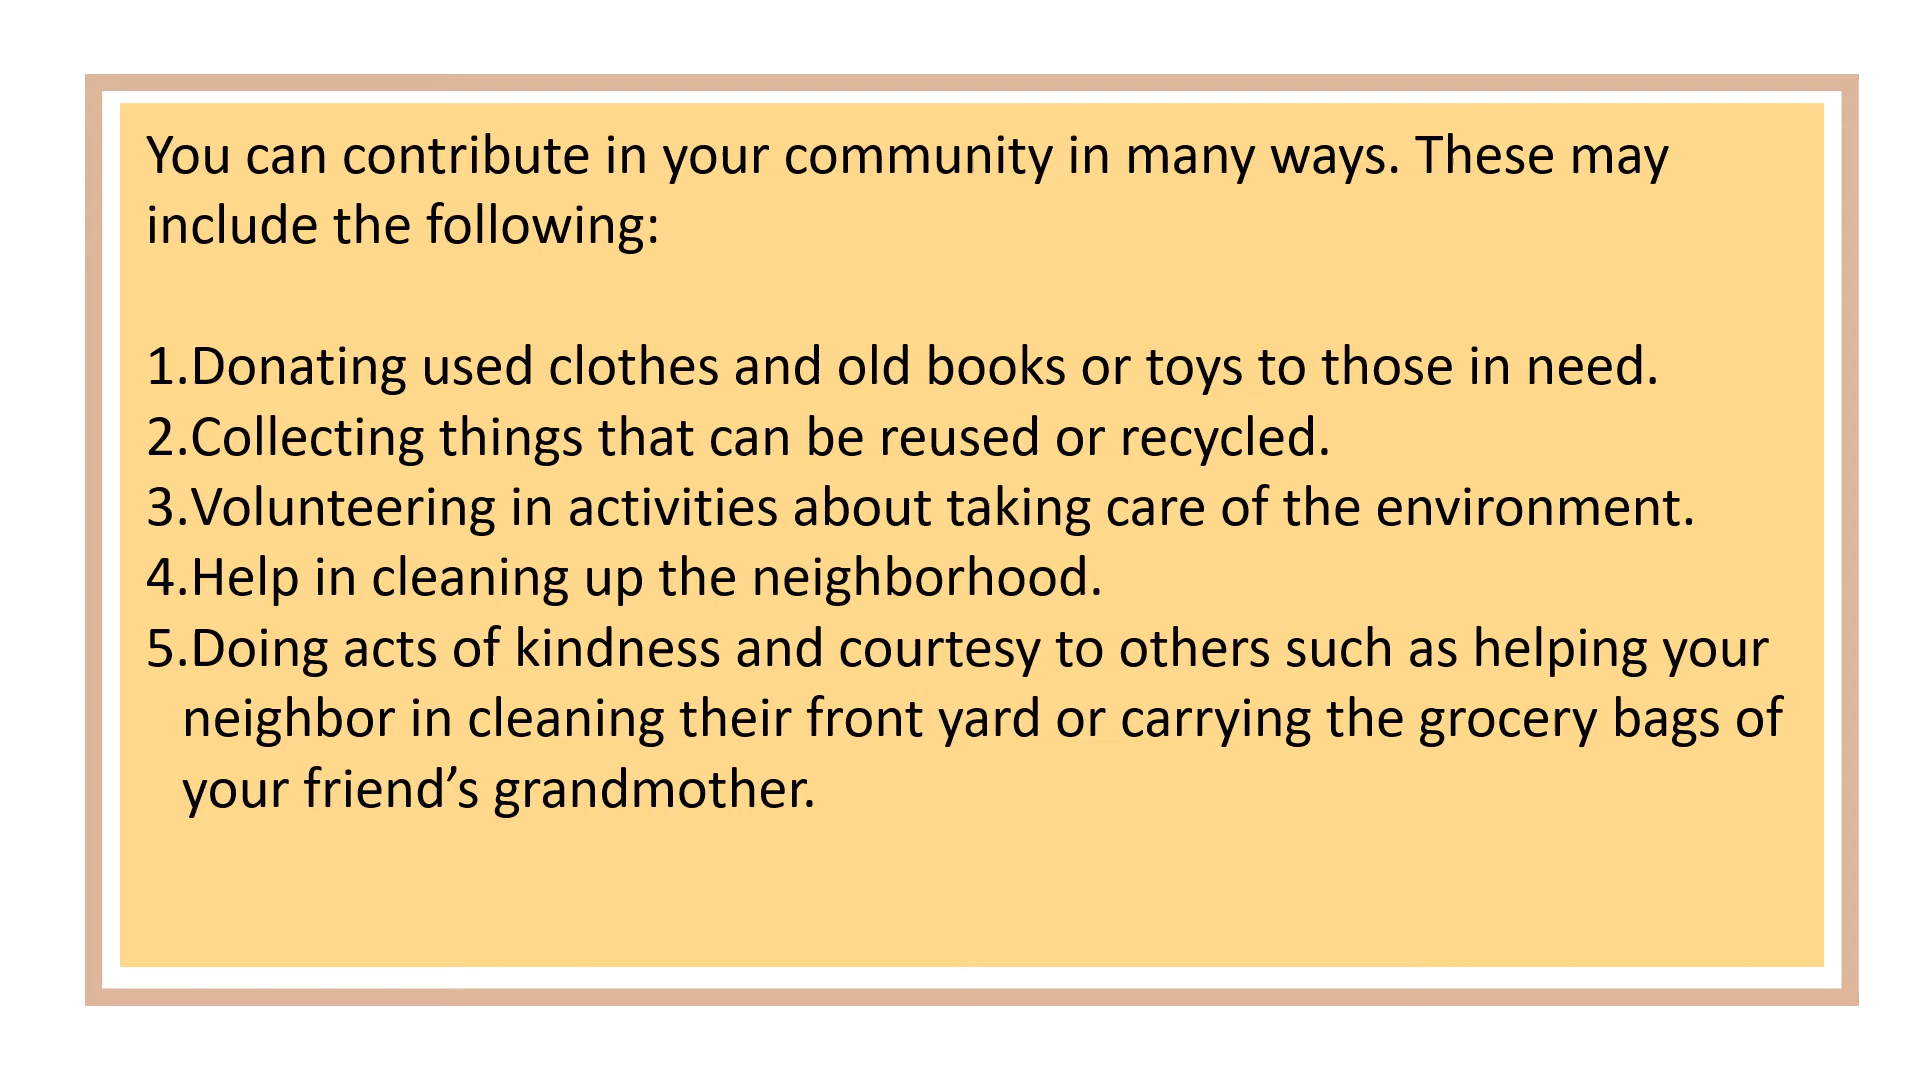 You can contribute in your community in many ways. These may
include the following:
1.Donating used clothes and old books or toys to those in need.
2.Collecting things that can be reused or recycled.
3.Volunteering in activities about taking care of the environment.
4.Help in cleaning up the neighborhood.
5.Doing acts of kindness and courtesy to others such as helping your
neighbor in cleaning their front yard or carrying the grocery bags of
your friend’s grandmother.